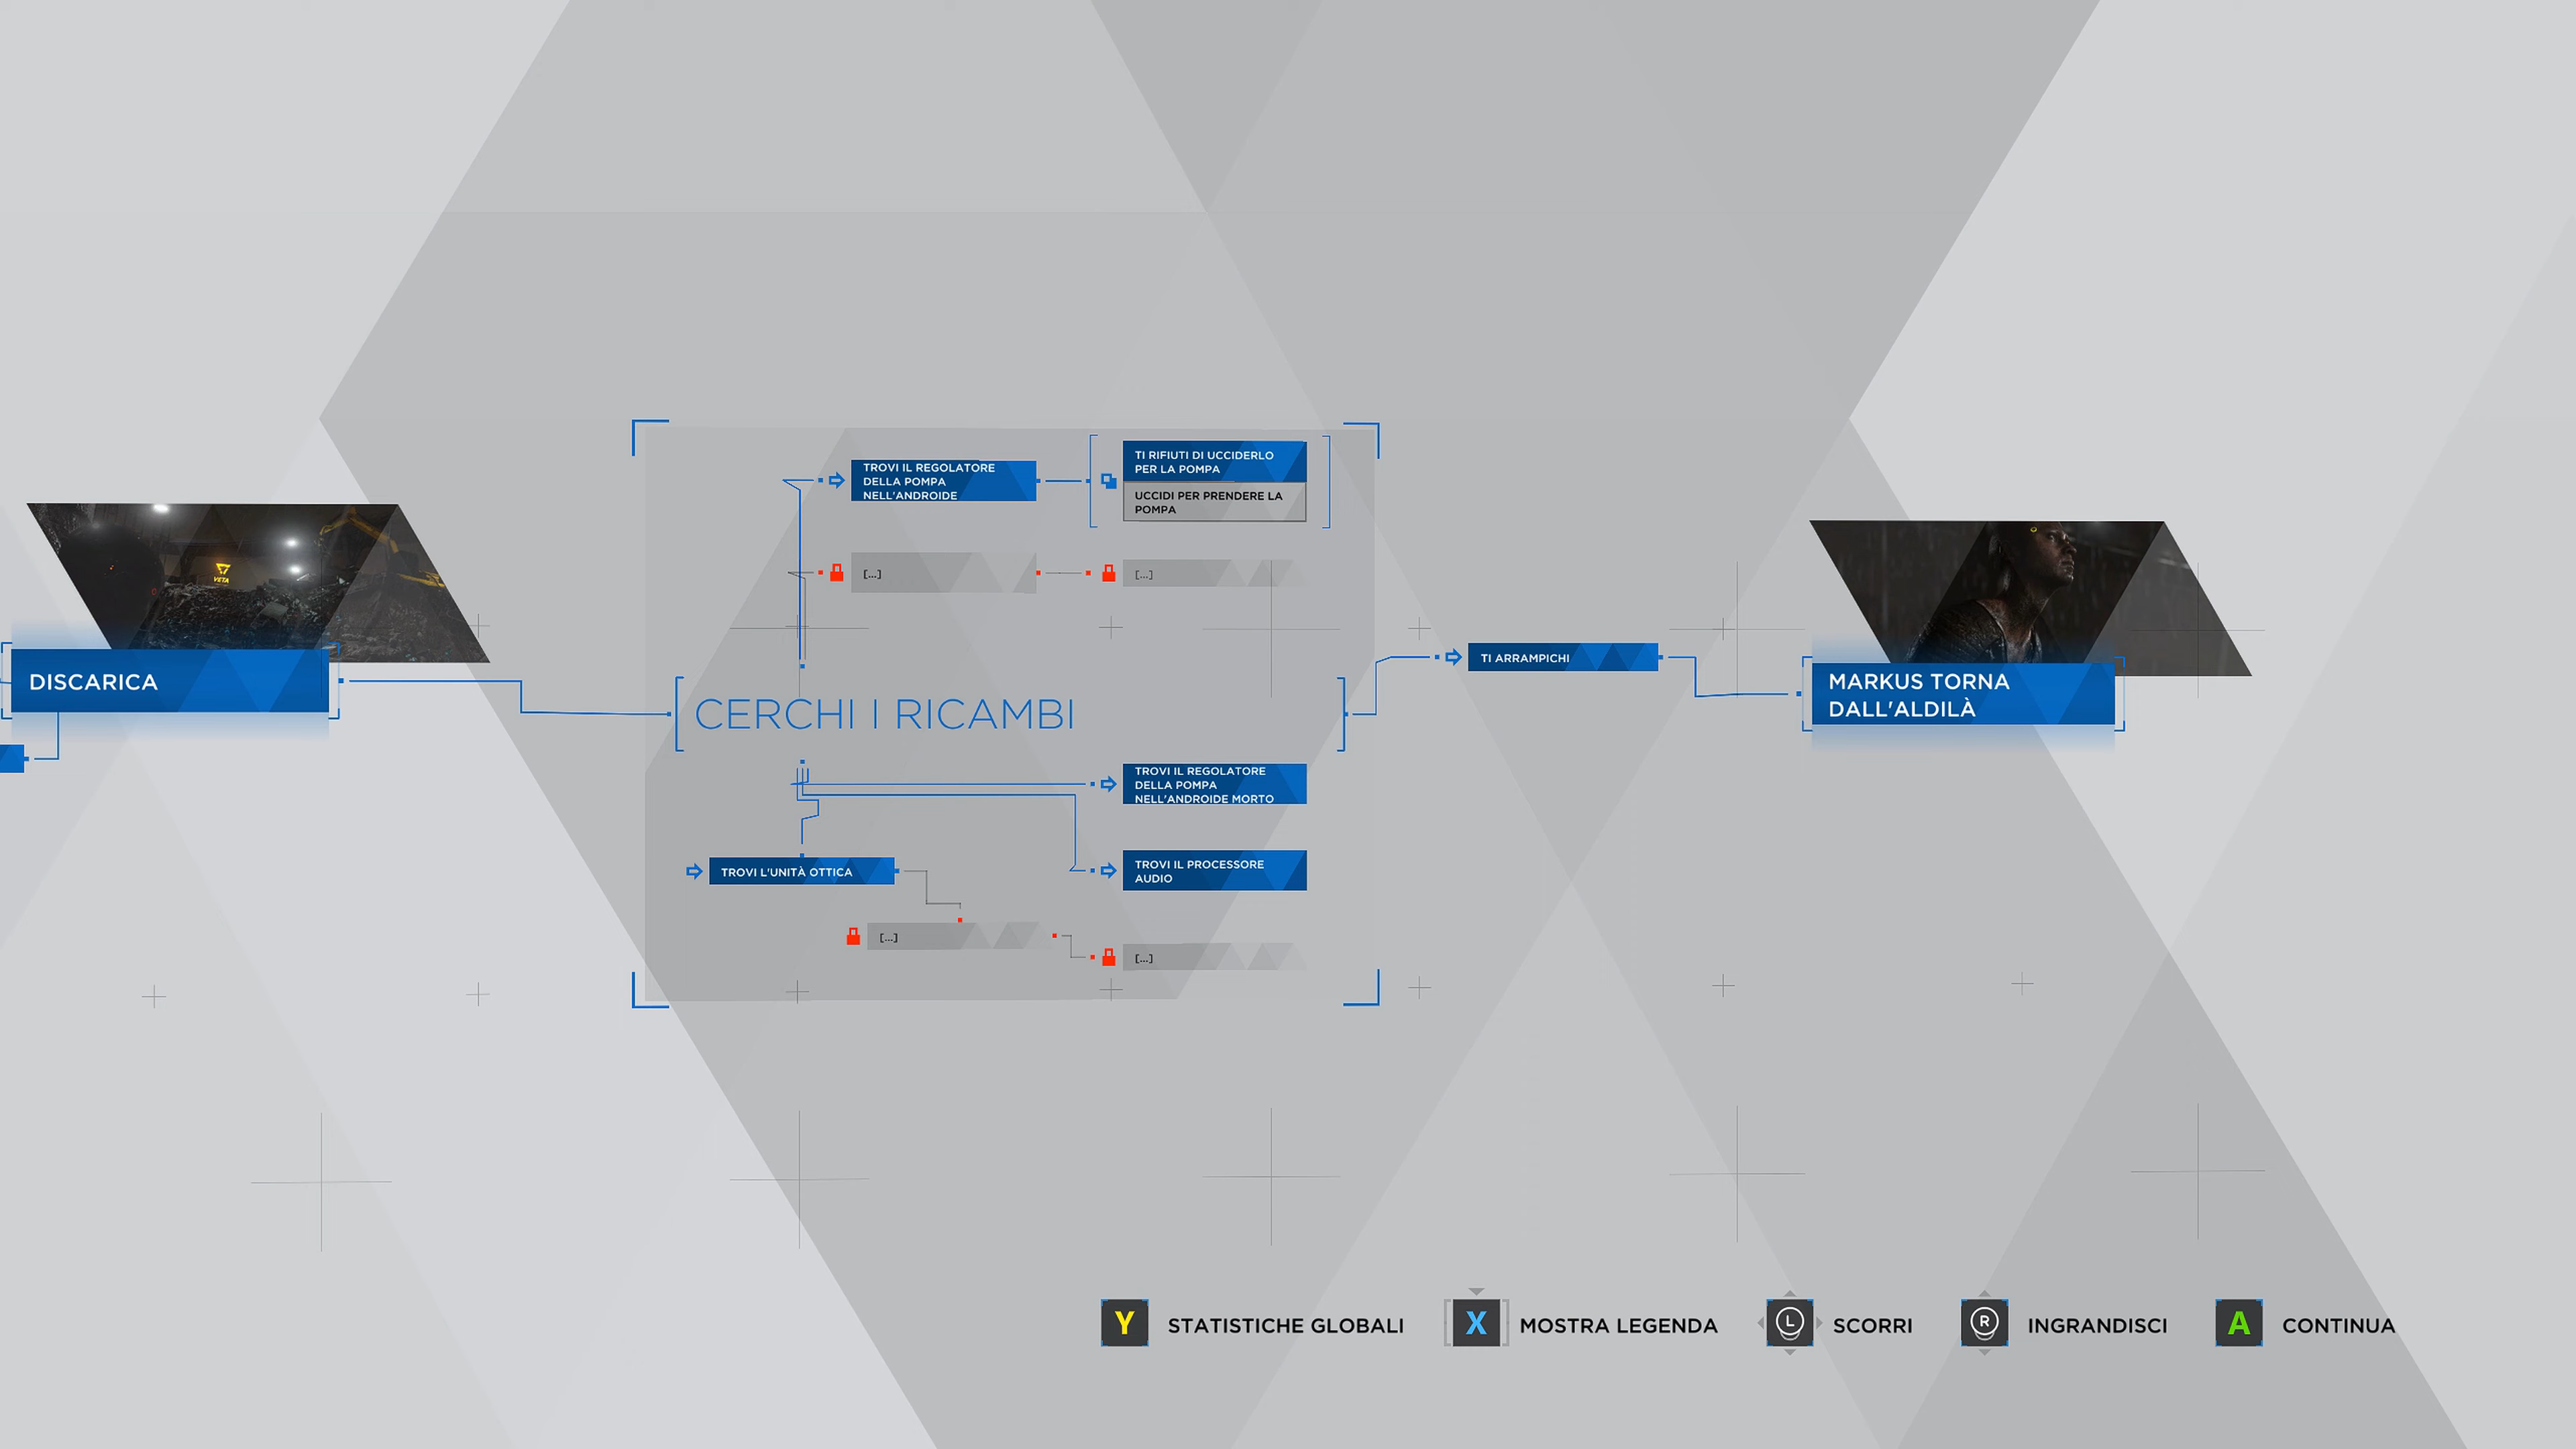 VETA
DISCARICA
CERCHI I RICAMBI
TROVI IL REGOLATORE
DELLA POMPA
NELL'ANDROIDE
TI RIFIUTI DI UCCIDERLO
PER LA POMPA
UCCIDI PER PRENDERE LA
POMPA
[...]
[...]
TROVI IL REGOLATORE
DELLA POMPA
NELL'ANDROIDE MORTO
TROVI L'UNITÀ OTTICA
TROVI IL PROCESSORE
AUDIO
[...]
[...]
TI ARRAMPICHI
MARKUS TORNA
DALL'ALDILÀ
Y STATISTICHE GLOBALI
X MOSTRA LEGENDA
L SCORRI
R INGRANDISCI
A CONTINUA